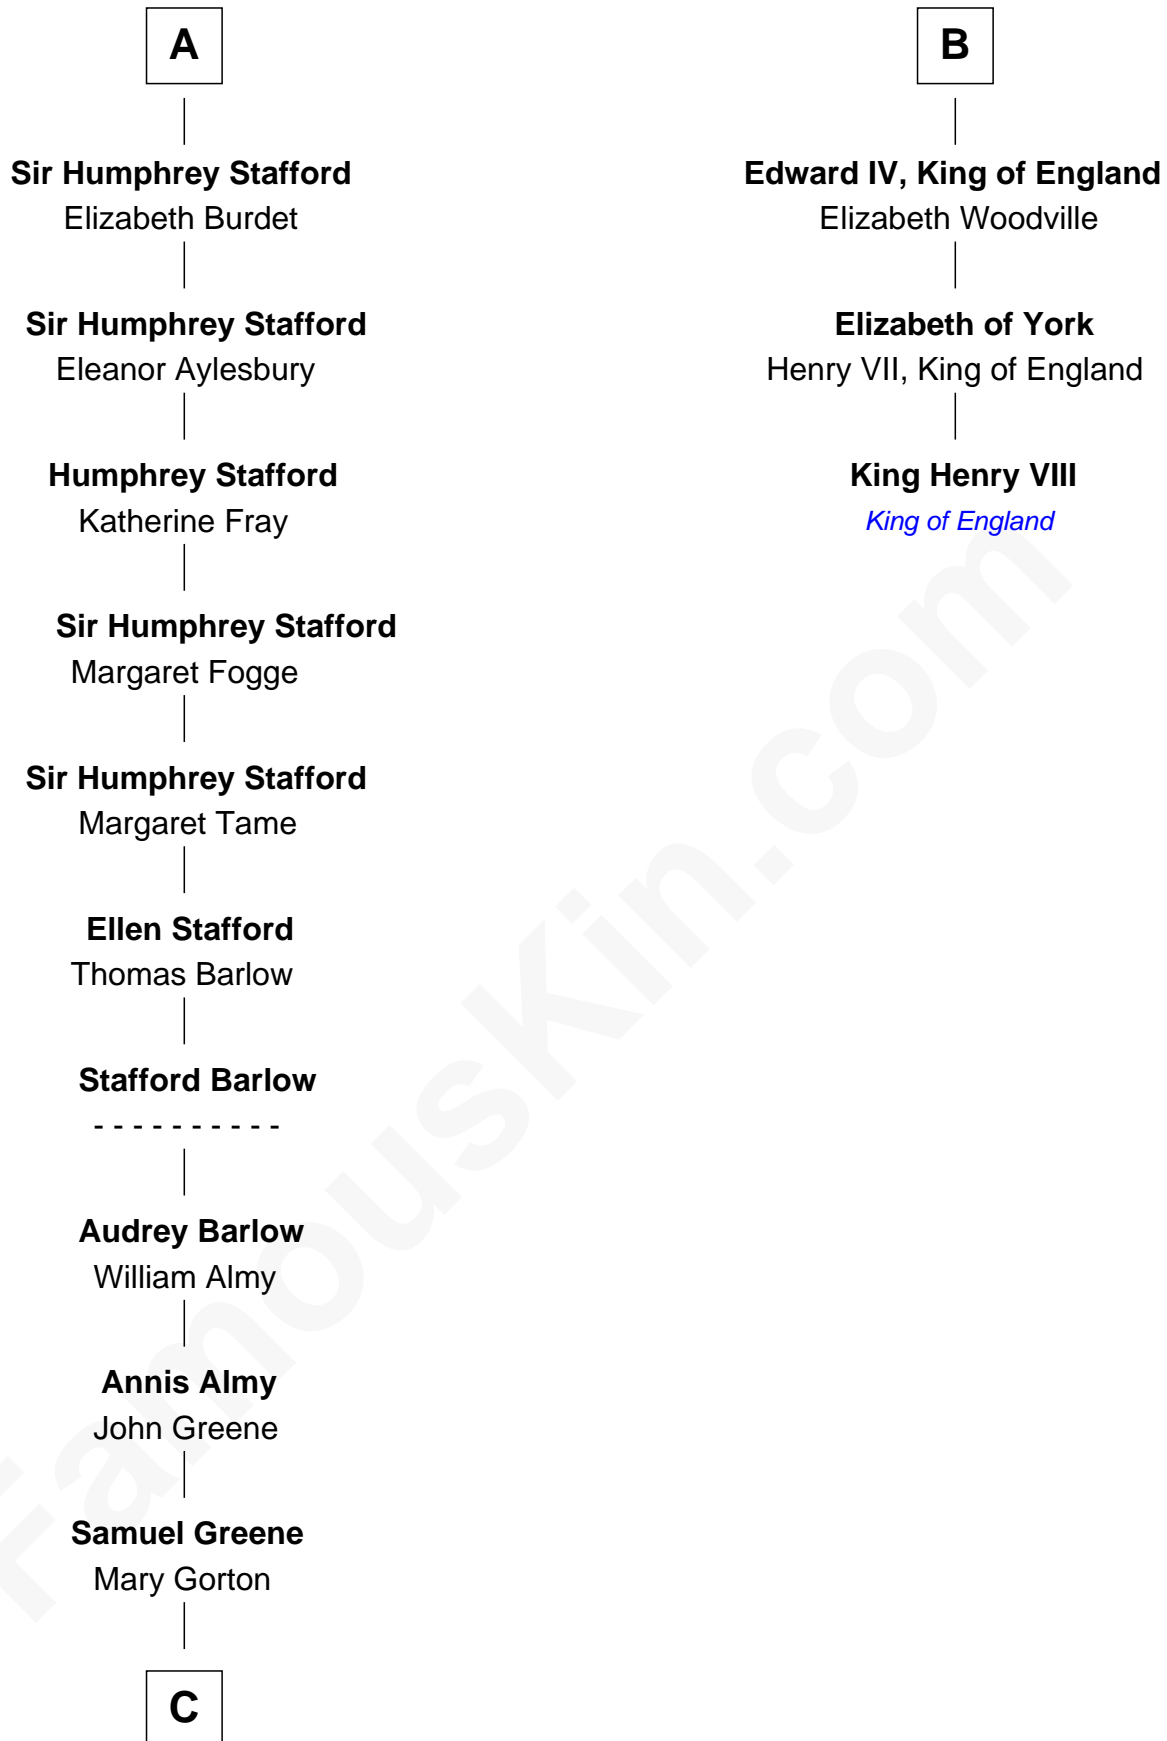 A
Sir Humphrey Stafford
Elizabeth Burdet
Sir Humphrey Stafford
Eleanor Aylesbury
Humphrey Stafford
Katherine Fray
Sir Humphrey Stafford
Margaret Fogge
Sir Humphrey Stafford
Margaret Tame
Ellen Stafford
Thomas Barlow
Stafford Barlow
- - - - - - - - - -
Audrey Barlow
William Almy
Annis Almy
John Greene
Samuel Greene
Mary Gorton
C
B
Edward IV, King of England
Elizabeth Woodville
Elizabeth of York
Henry VII, King of England
King Henry VIII
King of England
FamousKin.com